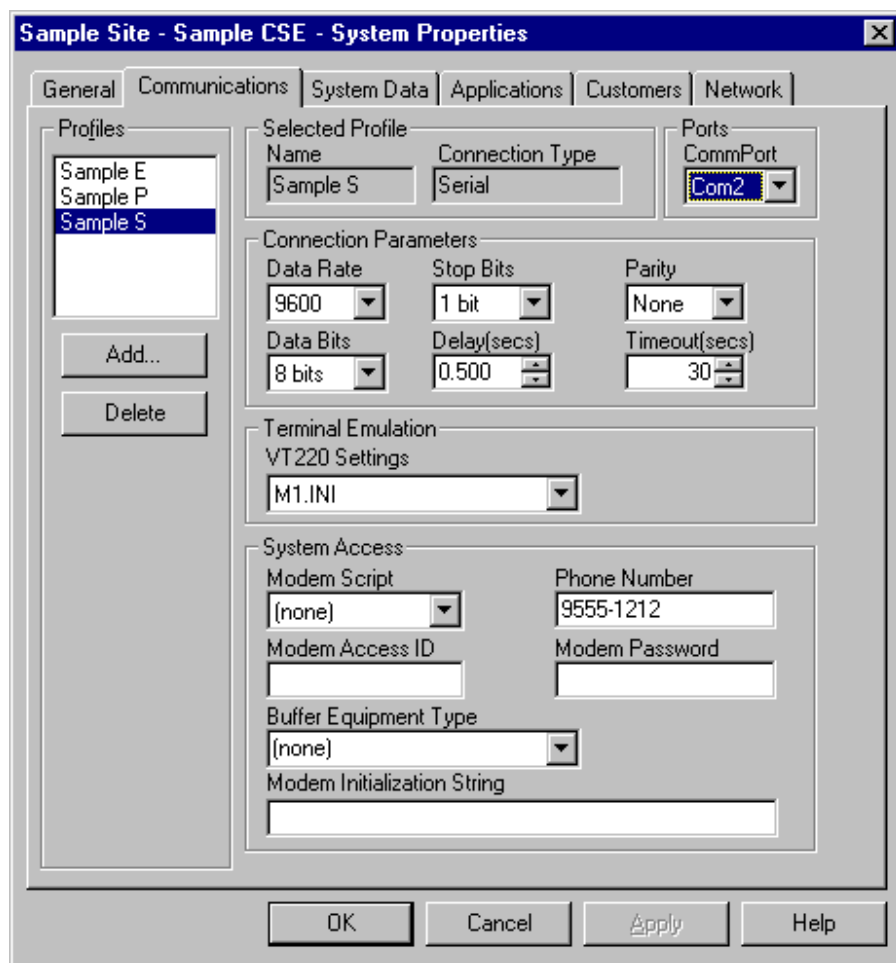 Sample Site - Sample CSE - System Properties
General Communications System Data Applications Customers Network
Profiles
Sample E
Sample P
Sample S
Add...
Delete
Selected Profile
Name Connection Type
Sample S Serial
Ports
CommPort
Com2
Connection Parameters
Data Rate Stop Bits Parity
9600 1 bit None
Data Bits Delay(secs) Timeout(secs)
8 bits 0.500 30
Terminal Emulation
VT220 Settings
M1.INI
System Access
Modem Script Phone Number
(none) 9555-1212
Modem Access ID Modem Password
Buffer Equipment Type
(none)
Modem Initialization String
OK Cancel Apply Help